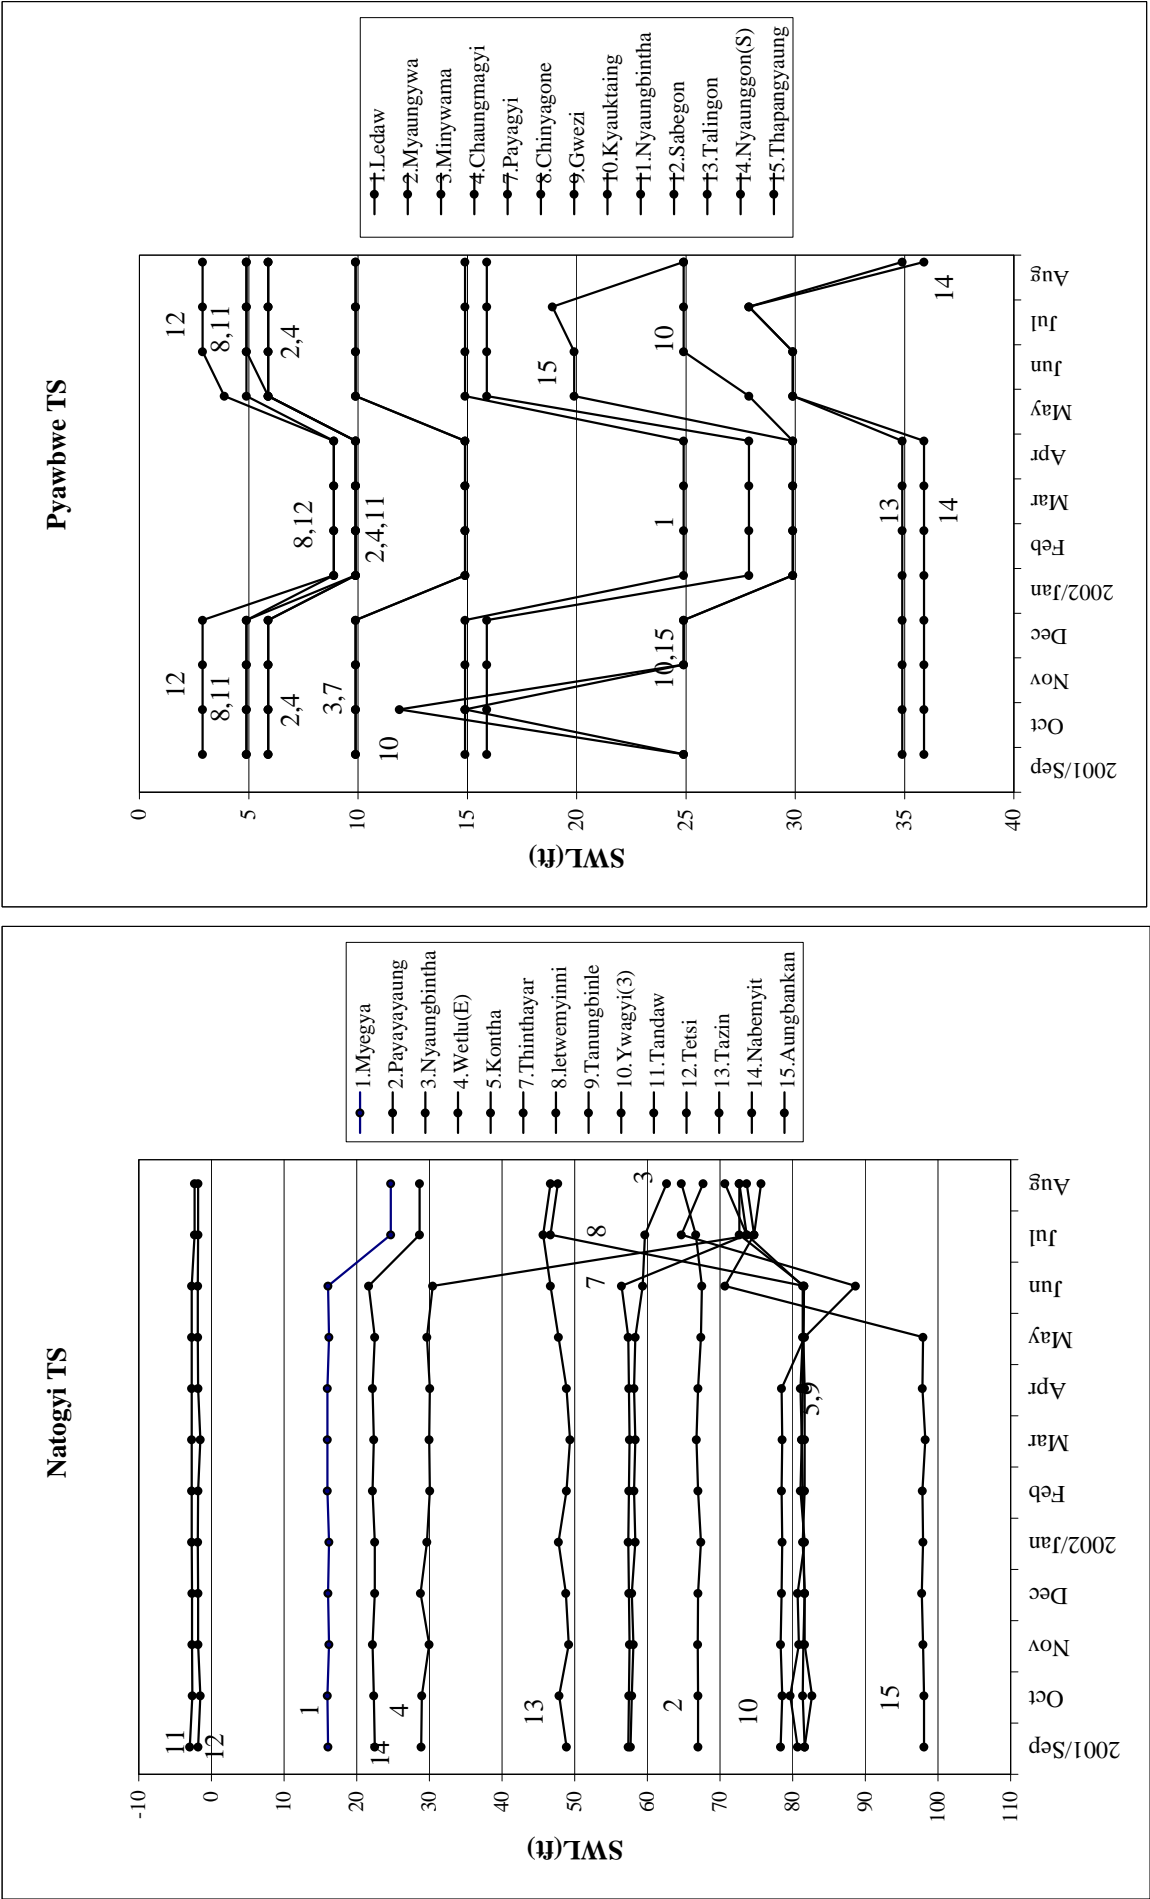 Pyawbwe TS
SWL(ft)
0
5
10
15
20
25
30
35
40
2001/Sep
Oct
Nov
Dec
2002/Jan
Feb
Mar
Apr
May
Jun
Jul
Aug
12
8,11
2,4
3,7
10
10,15
8,12
2,4,11
1
13
14
12
8,11
2,4
15
10
14
1.Ledaw
2.Myaungywa
3.Minywama
4.Chaungmagyi
7.Payagyi
8.Chinyagone
9.Gwezi
10.Kyauktaing
11.Nyaungbintha
12.Sabegon
13.Talingon
14.Nyaunggon(S)
15.Thapangyaung
Natogyi TS
SWL(ft)
-10
0
10
20
30
40
50
60
70
80
90
100
110
2001/Sep
Oct
Nov
Dec
2002/Jan
Feb
Mar
Apr
May
Jun
Jul
Aug
11
12
1
14
4
13
2
10
15
5,9
7
8
3
1.Myegya
2.Payayayaung
3.Nyaungbintha
4.Wetlu(E)
5.Kontha
7.Thinthayar
8.letwemyinni
9.Tanungbinle
10.Ywagyi(3)
11.Tandaw
12.Tetsi
13.Tazin
14.Nabemyit
15.Aungbankan